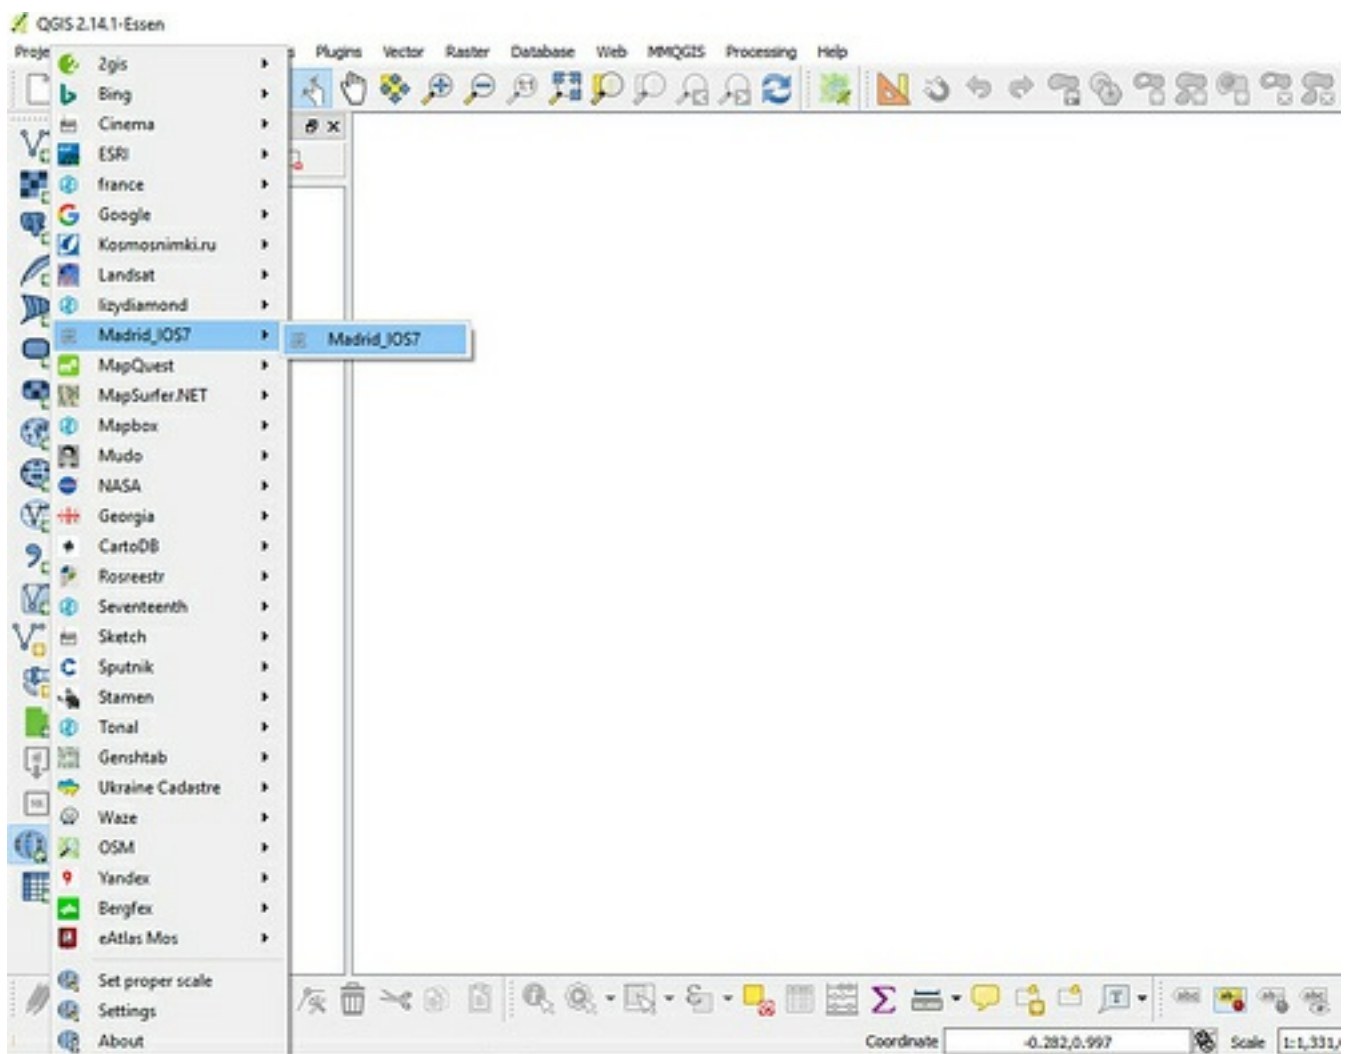 QGIS 2.14.1-Essen
Plugins Vector Raster Database Web MMQGIS Processing Help
2gis
Bing
Cinema
ESRI
france
Google
Kosmosnimki.ru
Landsat
lizydiamond
Madrid_IOS7
Madrid_IOS7
MapQuest
MapSurfer.NET
Mapbox
Mudo
NASA
Georgia
CartoDB
Rosreestr
Seventeenth
Sketch
Sputnik
Stamen
Tonal
Genshtab
Ukraine Cadastre
Waze
OSM
Yandex
Bergfex
eAtlas Mos
Set proper scale
Settings
About
Coordinate -0.282,0.997 Scale 1:1,331,